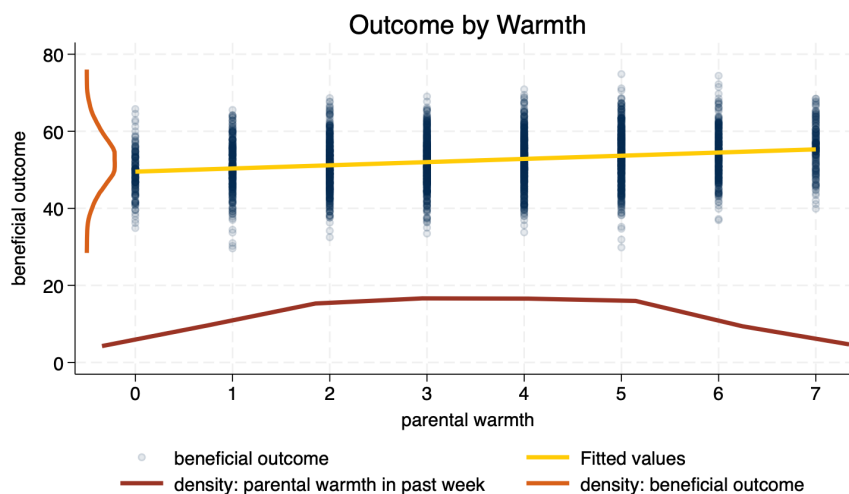 Outcome by Warmth
80
60
40
20
0
beneficial outcome
0 1 2 3 4 5 6 7
parental warmth
beneficial outcome
Fitted values
density: parental warmth in past week
density: beneficial outcome